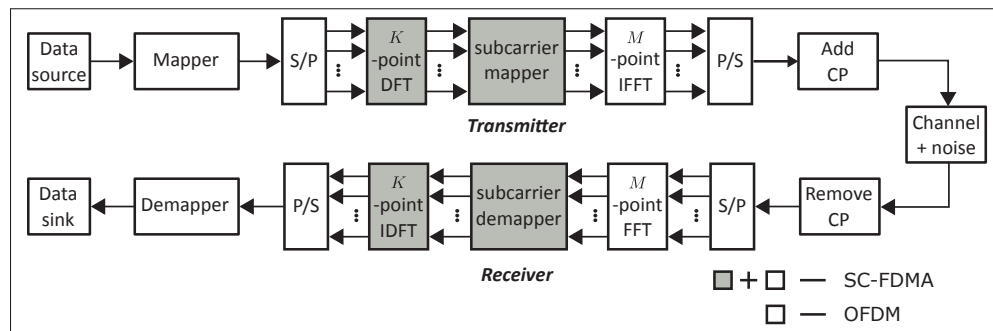 Data
source
Mapper
S/P
K
-point
DFT
subcarrier
mapper
M
-point
IFFT
P/S
Add
CP
Transmitter
Channel
+ noise
Data
sink
Demapper
P/S
K
-point
IDFT
subcarrier
demapper
M
-point
FFT
S/P
Remove
CP
Receiver
+ — SC-FDMA
— OFDM